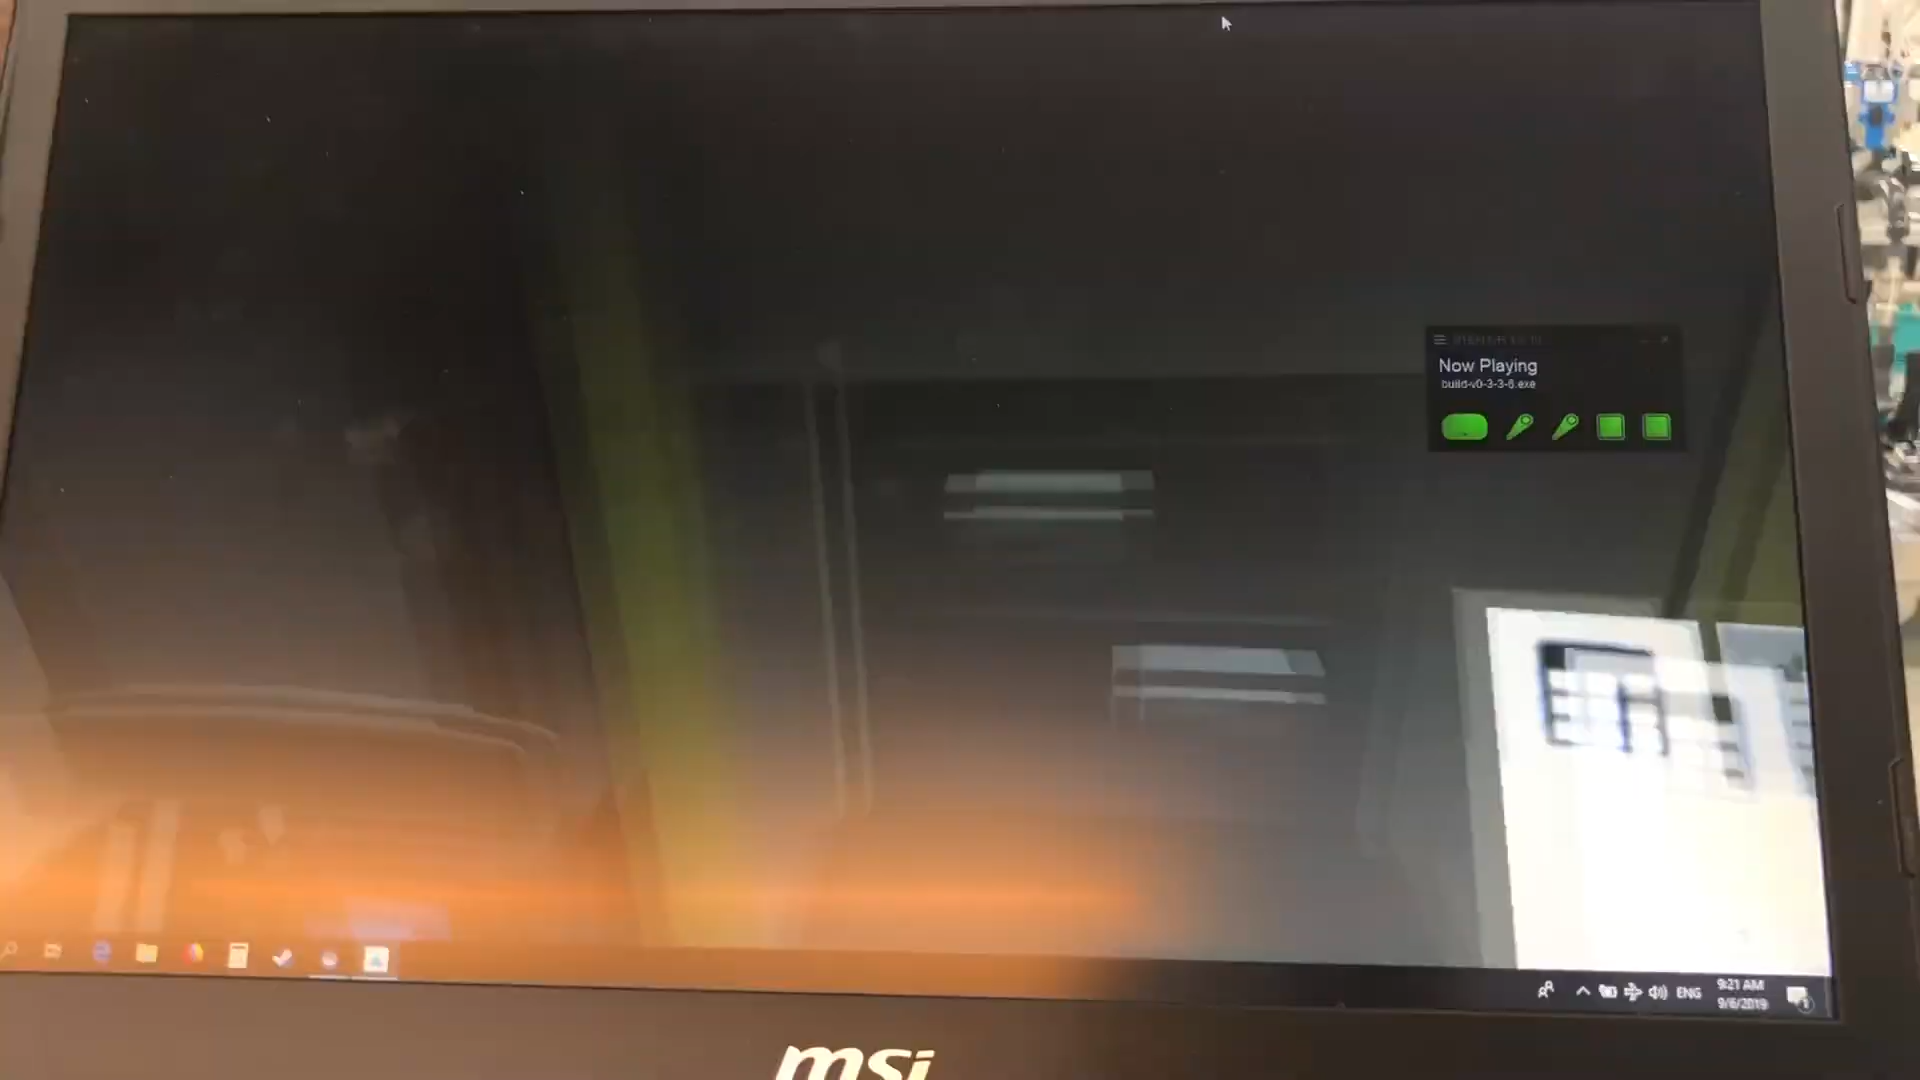 Now Playing
build-v0-3-3-6.exe
ENG
9:21 AM
9/6/2019
msi